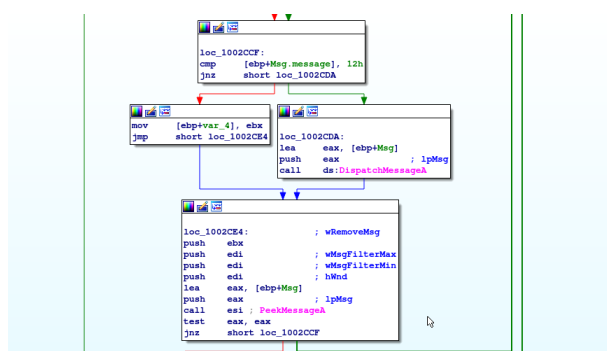 loc_1002CCF:
cmp [ebp+Msg.message], 12h
jnz short loc_1002CDA
mov [ebp+var_4], ebx
jmp short loc_1002CE4
loc_1002CDA:
lea eax, [ebp+Msg]
push eax ; lpMsg
call ds:DispatchMessageA
loc_1002CE4: ; wRemoveMsg
push ebx
push edi ; wMsgFilterMax
push edi ; wMsgFilterMin
push edi ; hWnd
lea eax, [ebp+Msg]
push eax ; lpMsg
call esi ; PeekMessageA
test eax, eax
jnz short loc_1002CCF